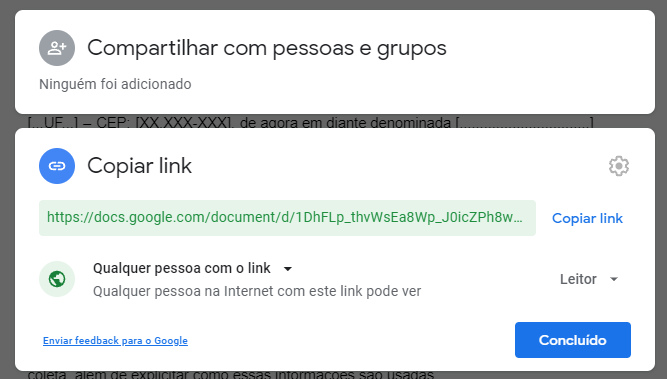 Compartilhar com pessoas e grupos
Ninguém foi adicionado
[...UF...] – CEP: [XX.XXX-XXX], de agora em diante denominada [................................]
Copiar link
https://docs.google.com/document/d/1DhFLp_thvWsEa8Wp_J0icZPh8w...
Copiar link
Qualquer pessoa com o link
Qualquer pessoa na Internet com este link pode ver
Leitor
Enviar feedback para o Google
Concluído
coleta, além de explicitar como essas informações são usadas